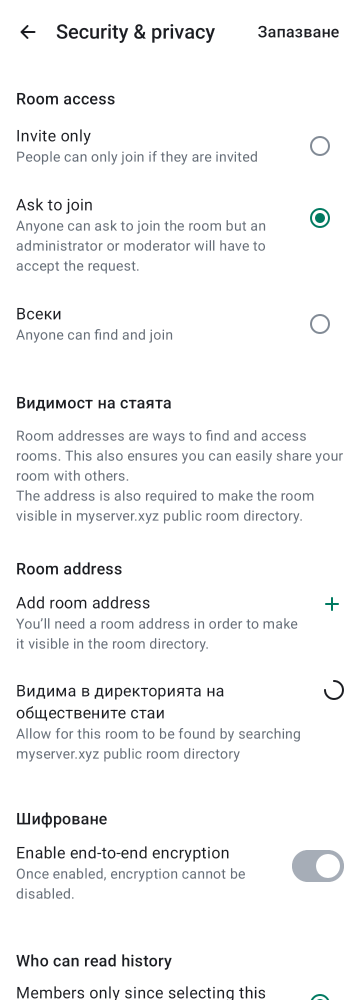 Security & privacy
Запазване
Room access
Invite only
People can only join if they are invited
Ask to join
Anyone can ask to join the room but an
administrator or moderator will have to
accept the request.
Всеки
Anyone can find and join
Видимост на стаята
Room addresses are ways to find and access
rooms. This also ensures you can easily share your
room with others.
The address is also required to make the room
visible in myserver.xyz public room directory.
Room address
Add room address
You’ll need a room address in order to make
it visible in the room directory.
Видима в директорията на
обществените стаи
Allow for this room to be found by searching
myserver.xyz public room directory
Шифроване
Enable end-to-end encryption
Once enabled, encryption cannot be
disabled.
Who can read history
Members only since selecting this